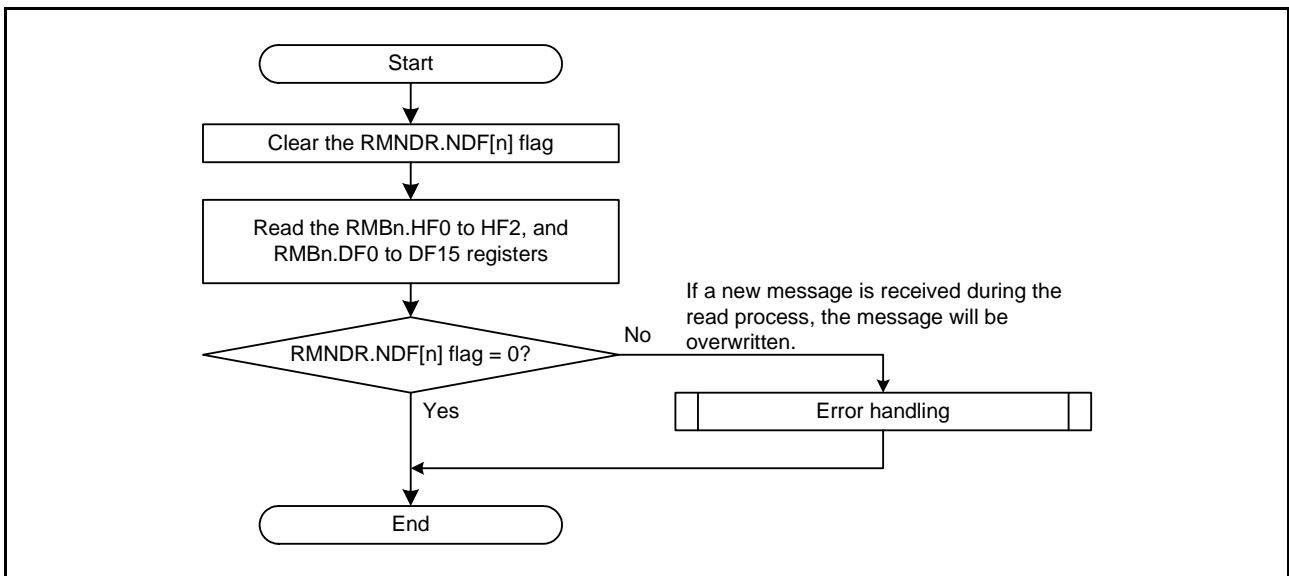 Start
Clear the RMNDR.NDF[n] flag
Read the RMBn.HF0 to HF2, and
RMBn.DF0 to DF15 registers
If a new message is received during the
read process, the message will be
overwritten.
No
RMNDR.NDF[n] flag = 0?
Yes
Error handling
End